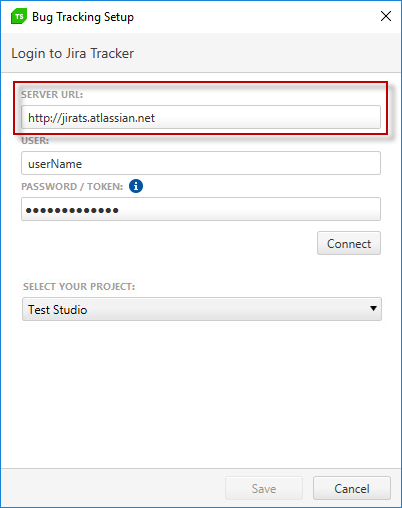 TS Bug Tracking Setup
Login to Jira Tracker
SERVER URL:
http://jirats.atlassian.net
USER:
userName
PASSWORD / TOKEN: i
●●●●●●●●●●●●●
Connect
SELECT YOUR PROJECT:
Test Studio
Save Cancel